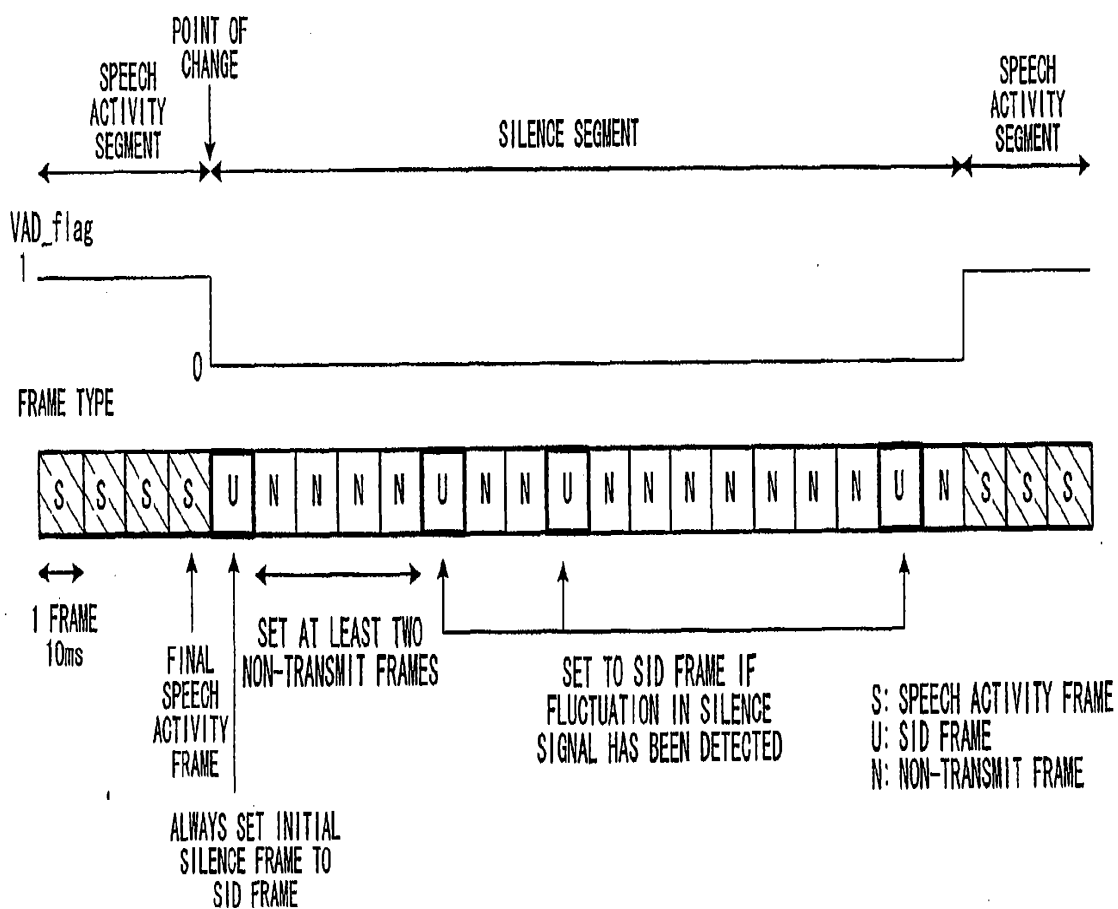 POINT OF
CHANGE
SPEECH
ACTIVITY
SEGMENT
SILENCE SEGMENT
SPEECH
ACTIVITY
SEGMENT
VAD_flag
1
0
FRAME TYPE
S S S S U N N N N U N N U N N N N N N N U N S S S
1 FRAME
10ms
FINAL
SPEECH
ACTIVITY
FRAME
SET AT LEAST TWO
NON-TRANSMIT FRAMES
SET TO SID FRAME IF
FLUCTUATION IN SILENCE
SIGNAL HAS BEEN DETECTED
S: SPEECH ACTIVITY FRAME
U: SID FRAME
N: NON-TRANSMIT FRAME
ALWAYS SET INITIAL
SILENCE FRAME TO
SID FRAME